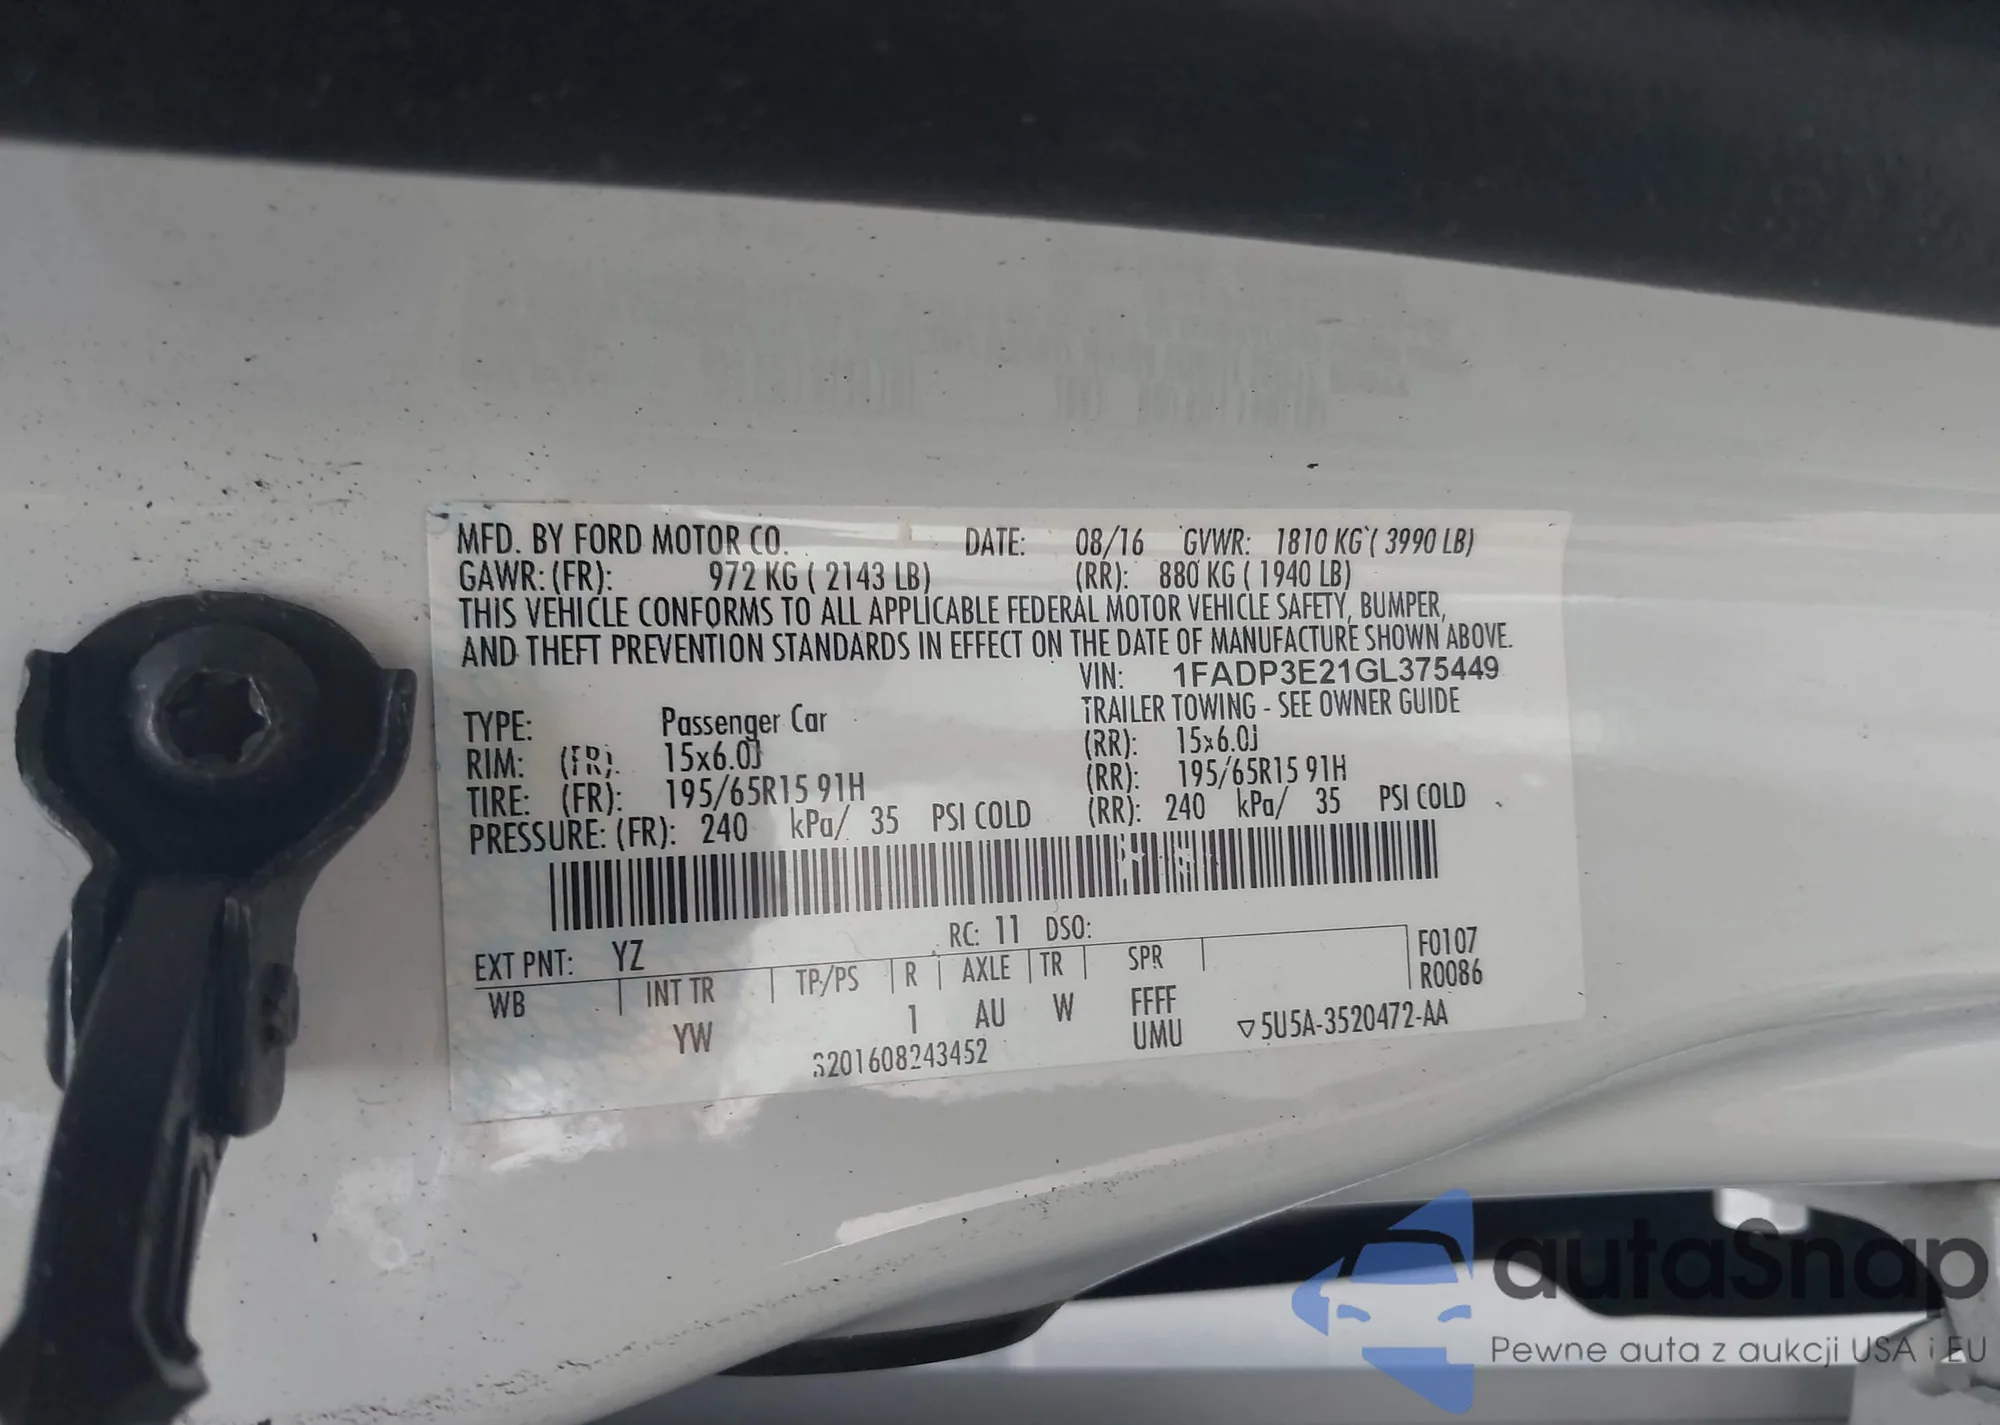 MFD. BY FORD MOTOR CO. DATE: 08/16 GVWR: 1810 KG ( 3990 LB)
GAWR: (FR): 972 KG ( 2143 LB) (RR): 880 KG ( 1940 LB)
THIS VEHICLE CONFORMS TO ALL APPLICABLE FEDERAL MOTOR VEHICLE SAFETY, BUMPER,
AND THEFT PREVENTION STANDARDS IN EFFECT ON THE DATE OF MANUFACTURE SHOWN ABOVE.
VIN: 1FADP3E21GL375449
TYPE: Passenger Car TRAILER TOWING - SEE OWNER GUIDE
RIM: (FR): 15x6.0J (RR): 15x6.0J
TIRE: (FR): 195/65R15 91H (RR): 195/65R15 91H
PRESSURE: (FR): 240 kPa/ 35 PSI COLD (RR): 240 kPa/ 35 PSI COLD
EXT PNT: YZ RC: 11 DSO: F0107
WB INT TR TP/PS R AXLE TR SPR R0086
YW 1 AU W FFFF
UMU ▽5U5A-3520472-AA
S201608243452
autaSnap
Pewne auta z aukcji USA i EU